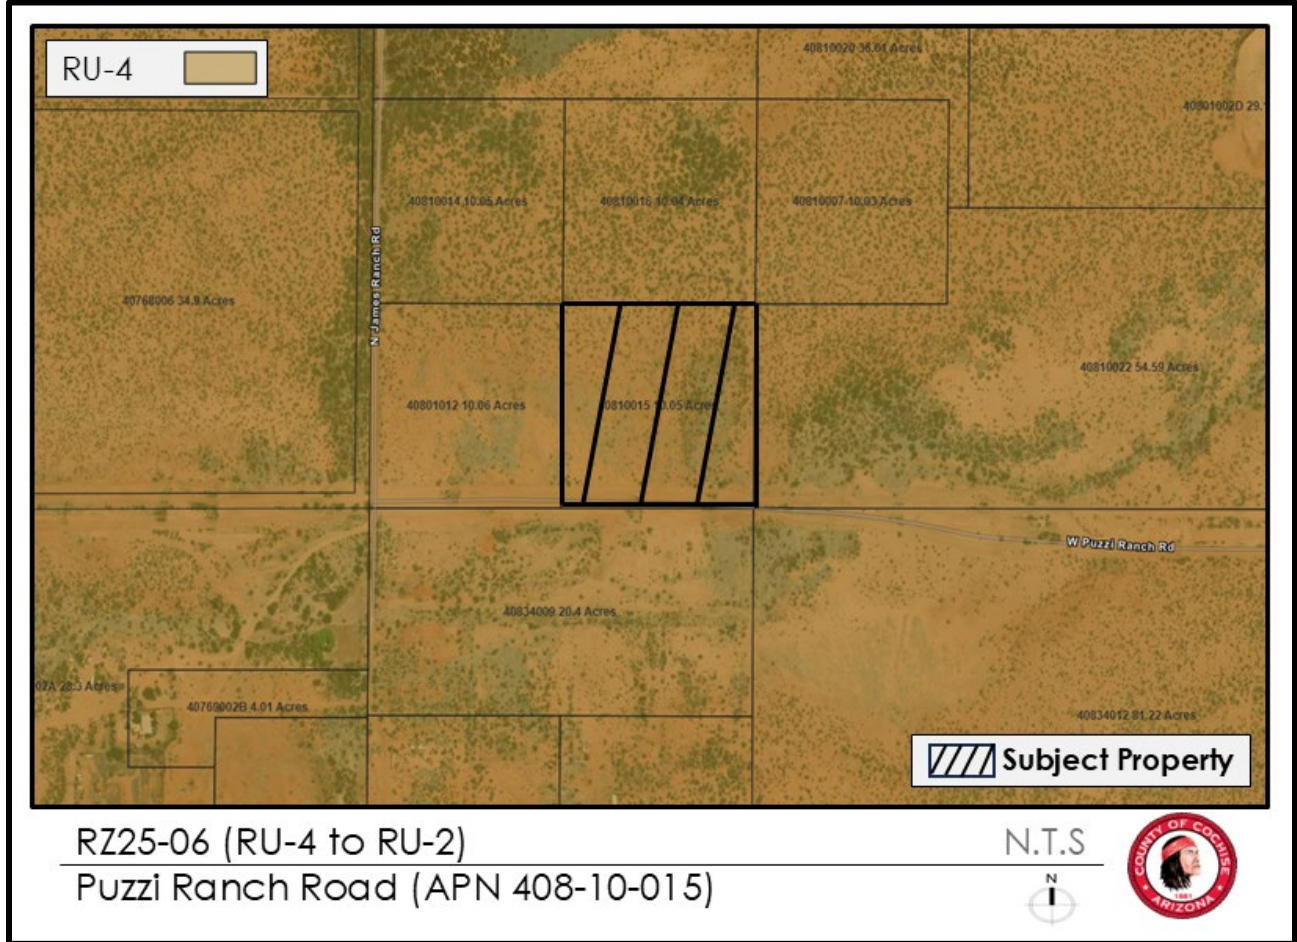 RU-4
40810020 36.01 Acres
40801002D 29.
40810014 10.05 Acres
40810016 10.04 Acres
40810007 10.03 Acres
N James Ranch Rd
40768006 34.9 Acres
40810022 54.59 Acres
40801012 10.06 Acres
0810015 10.05 Acres
W Puzzi Ranch Rd
40834009 20.4 Acres
02A 28.3 Acres
40769002B 4.01 Acres
40834012 81.22 Acres
Subject Property
RZ25-06 (RU-4 to RU-2)
Puzzi Ranch Road (APN 408-10-015)
N.T.S
N
COUNTY OF COCHISE
1881
ARIZONA